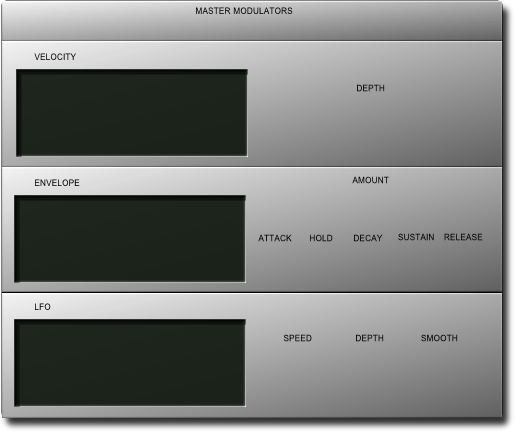 MASTER MODULATORS
VELOCITY
DEPTH
ENVELOPE
AMOUNT
ATTACK HOLD DECAY SUSTAIN RELEASE
LFO
SPEED DEPTH SMOOTH